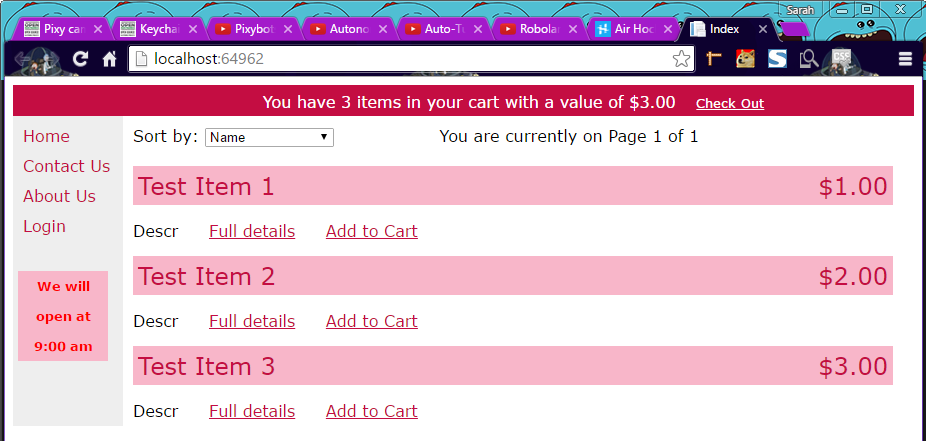 Sarah
Pixy can
Keychar
Pixybot
Autono
Auto-Tu
Robolar
Air Hoc
Index
localhost:64962
You have 3 items in your cart with a value of $3.00 Check Out
Home
Contact Us
About Us
Login
We will
open at
9:00 am
Sort by: Name
You are currently on Page 1 of 1
Test Item 1 $1.00
Descr Full details Add to Cart
Test Item 2 $2.00
Descr Full details Add to Cart
Test Item 3 $3.00
Descr Full details Add to Cart